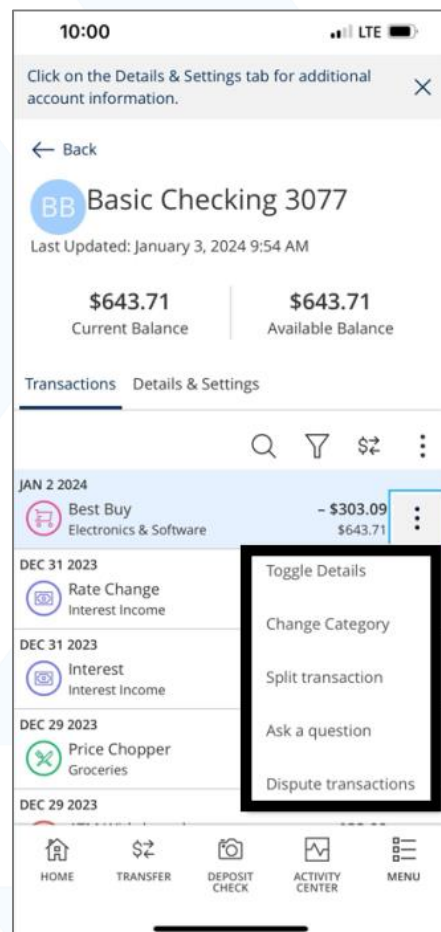 10:00 LTE
Click on the Details & Settings tab for additional
account information.
Back
BB Basic Checking 3077
Last Updated: January 3, 2024 9:54 AM
$643.71 $643.71
Current Balance Available Balance
Transactions Details & Settings
JAN 2 2024
Best Buy – $303.09
Electronics & Software $643.71
DEC 31 2023
Toggle Details
Rate Change
Interest Income
Change Category
DEC 31 2023
Interest
Split transaction
Interest Income
DEC 29 2023
Ask a question
Price Chopper
Groceries
Dispute transactions
DEC 29 2023
HOME TRANSFER DEPOSIT CHECK ACTIVITY CENTER MENU